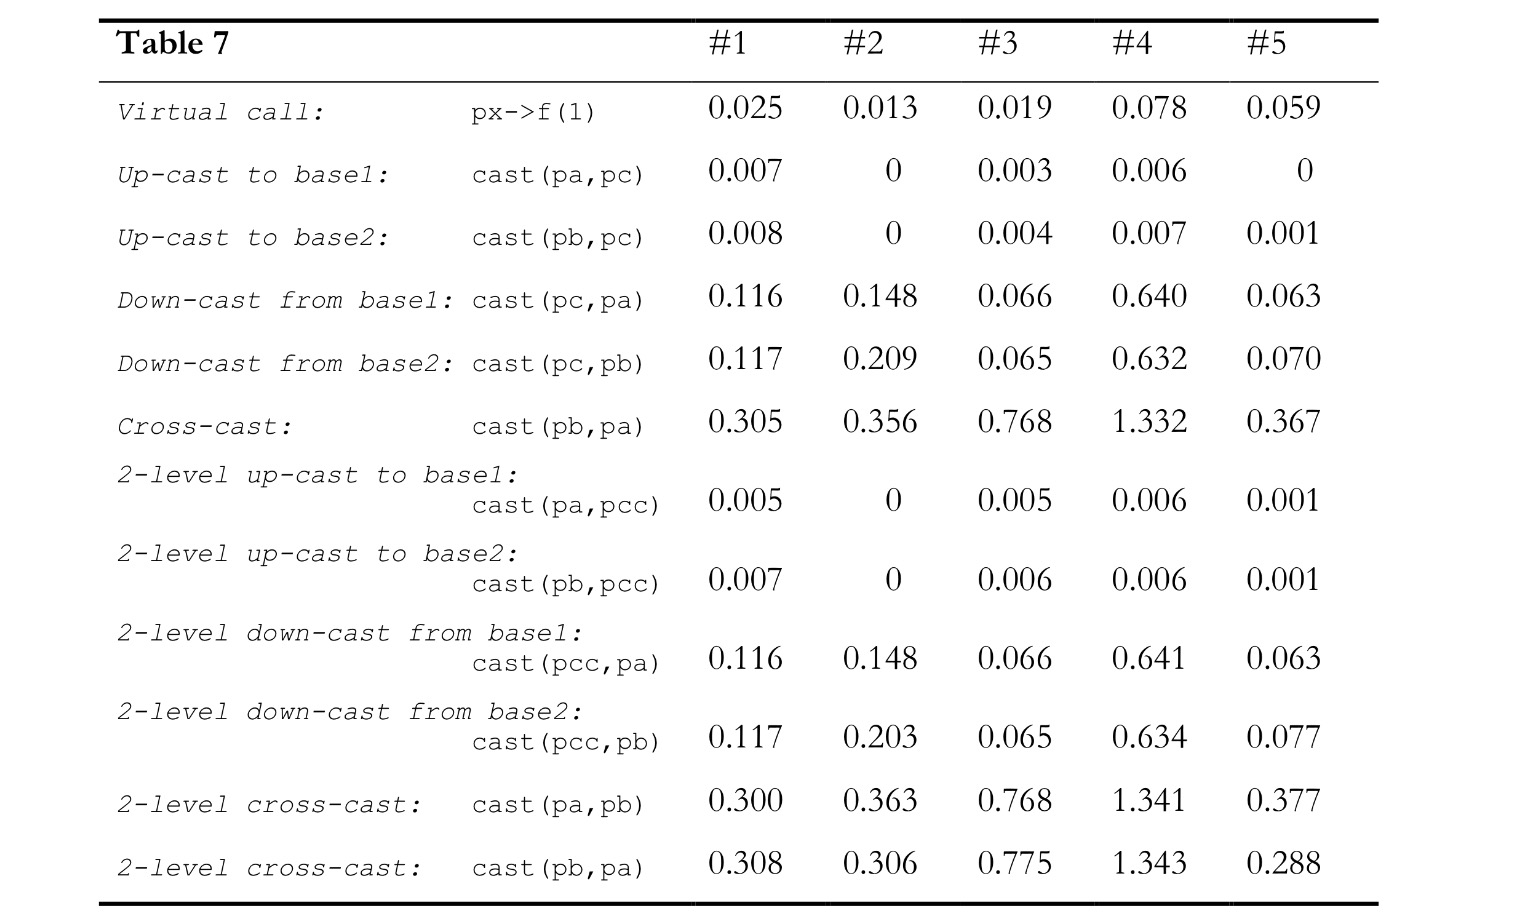 Table 7 #1 #2 #3 #4 #5
Virtual call: px->f(1) 0.025 0.013 0.019 0.078 0.059
Up-cast to base1: cast(pa,pc) 0.007 0 0.003 0.006 0
Up-cast to base2: cast(pb,pc) 0.008 0 0.004 0.007 0.001
Down-cast from base1: cast(pc,pa) 0.116 0.148 0.066 0.640 0.063
Down-cast from base2: cast(pc,pb) 0.117 0.209 0.065 0.632 0.070
Cross-cast: cast(pb,pa) 0.305 0.356 0.768 1.332 0.367
2-level up-cast to base1:
cast(pa,pcc) 0.005 0 0.005 0.006 0.001
2-level up-cast to base2:
cast(pb,pcc) 0.007 0 0.006 0.006 0.001
2-level down-cast from base1:
cast(pcc,pa) 0.116 0.148 0.066 0.641 0.063
2-level down-cast from base2:
cast(pcc,pb) 0.117 0.203 0.065 0.634 0.077
2-level cross-cast: cast(pa,pb) 0.300 0.363 0.768 1.341 0.377
2-level cross-cast: cast(pb,pa) 0.308 0.306 0.775 1.343 0.288